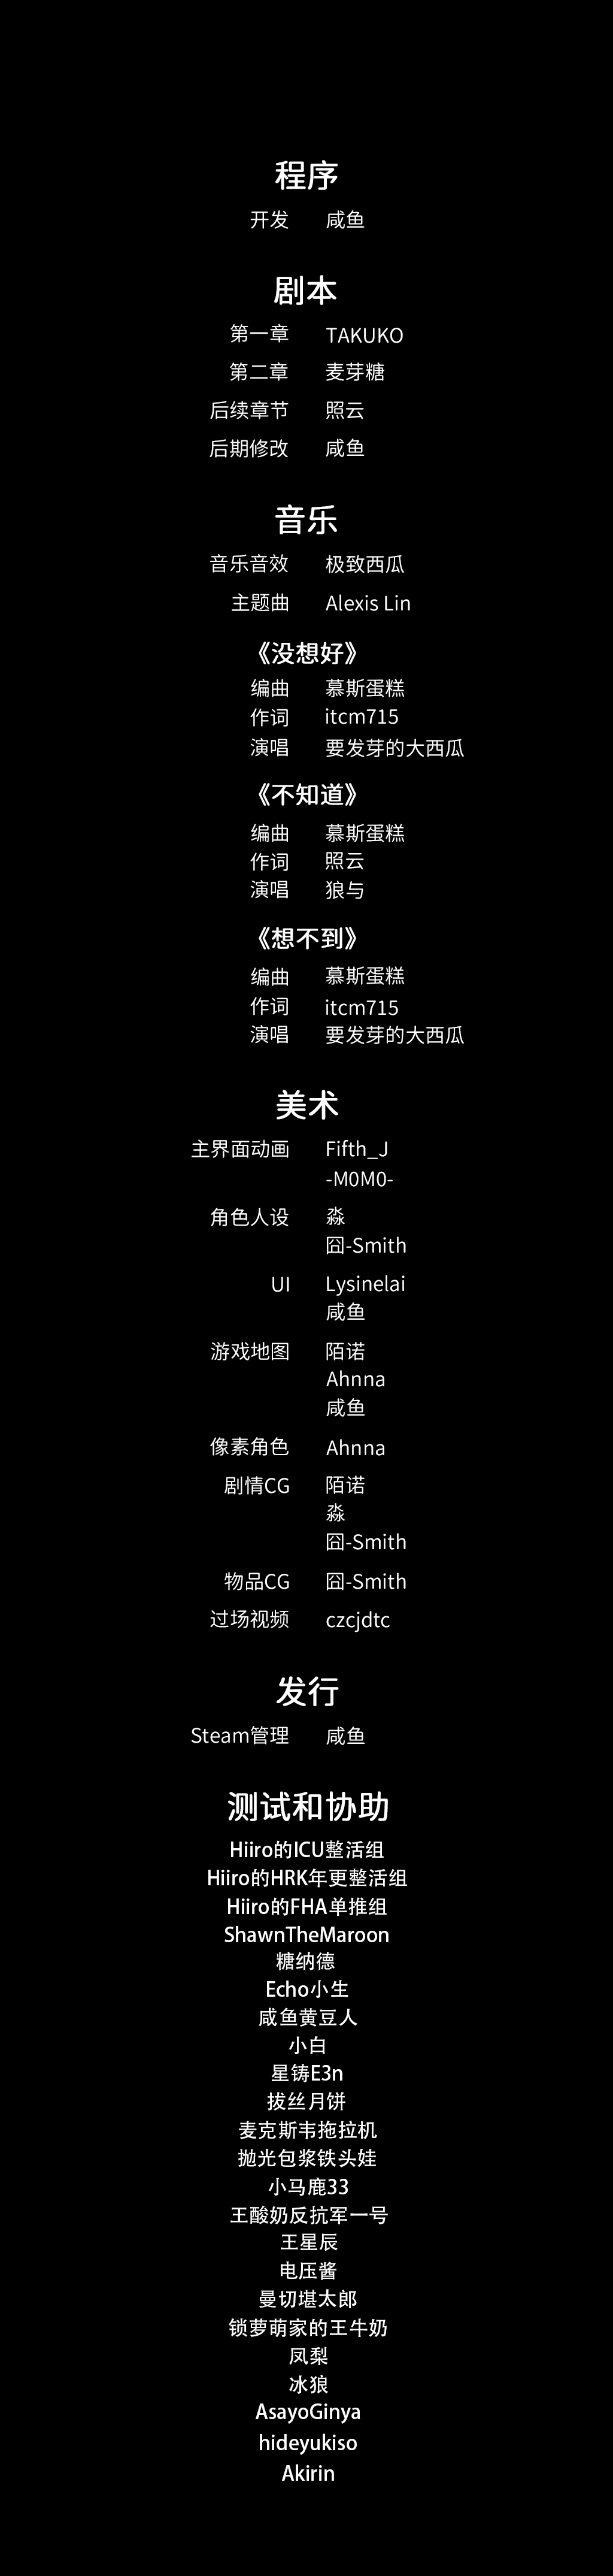 程序
开发 咸鱼
剧本
第一章 TAKUKO
第二章 麦芽糖
后续章节 照云
后期修改 咸鱼
音乐
音乐音效 极致西瓜
主题曲 Alexis Lin
《没想好》
编曲 慕斯蛋糕
作词 itcm715
演唱 要发芽的大西瓜
《不知道》
编曲 慕斯蛋糕
作词 照云
演唱 狼与
《想不到》
编曲 慕斯蛋糕
作词 itcm715
演唱 要发芽的大西瓜
美术
主界面动画 Fifth_J
-M0M0-
角色人设 淼
囧-Smith
UI Lysinelai
咸鱼
游戏地图 陌诺
Ahnna
咸鱼
像素角色 Ahnna
剧情CG 陌诺
淼
囧-Smith
物品CG 囧-Smith
过场视频 czcjdtc
发行
Steam管理 咸鱼
测试和协助
Hiiro的ICU整活组
Hiiro的HRK年更整活组
Hiiro的FHA单推组
ShawnTheMaroon
糖纳德
Echo小生
咸鱼黄豆人
小白
星铸E3n
拔丝月饼
麦克斯韦拖拉机
抛光包浆铁头娃
小马鹿33
王酸奶反抗军一号
王星辰
电压酱
曼切堪太郎
锁萝萌家的王牛奶
凤梨
冰狼
AsayoGinya
hideyukiso
Akirin